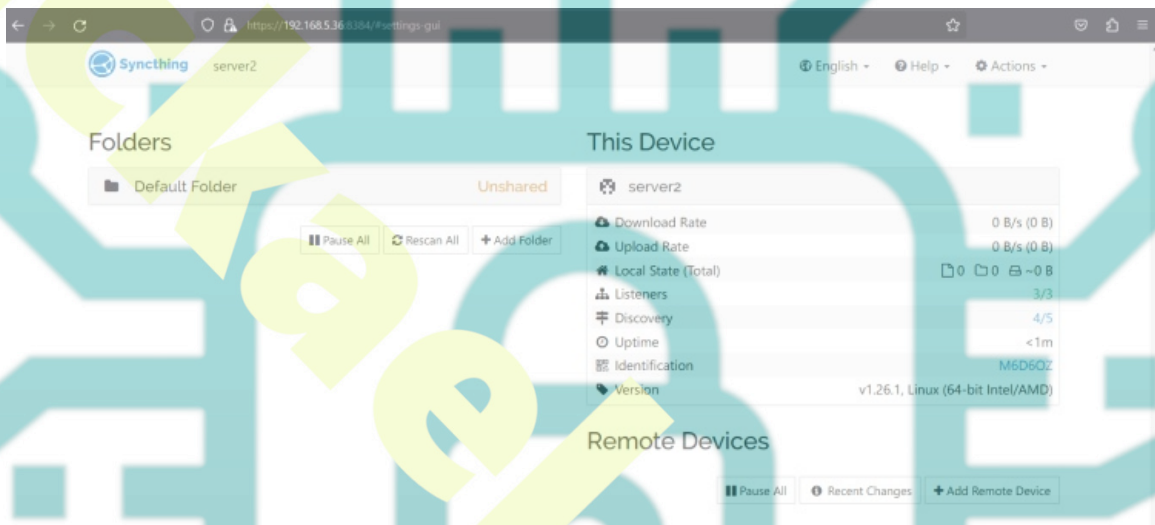 https://192.168.5.36:8384/#settings-gui
Syncthing server2
English Help Actions
Folders
Default Folder Unshared
Pause All Rescan All Add Folder
This Device
server2
Download Rate 0 B/s (0 B)
Upload Rate 0 B/s (0 B)
Local State (Total) 0 0 ~0 B
Listeners 3/3
Discovery 4/5
Uptime <1m
Identification M6D6OZ
Version v1.26.1, Linux (64-bit Intel/AMD)
Remote Devices
Pause All Recent Changes Add Remote Device
ckael